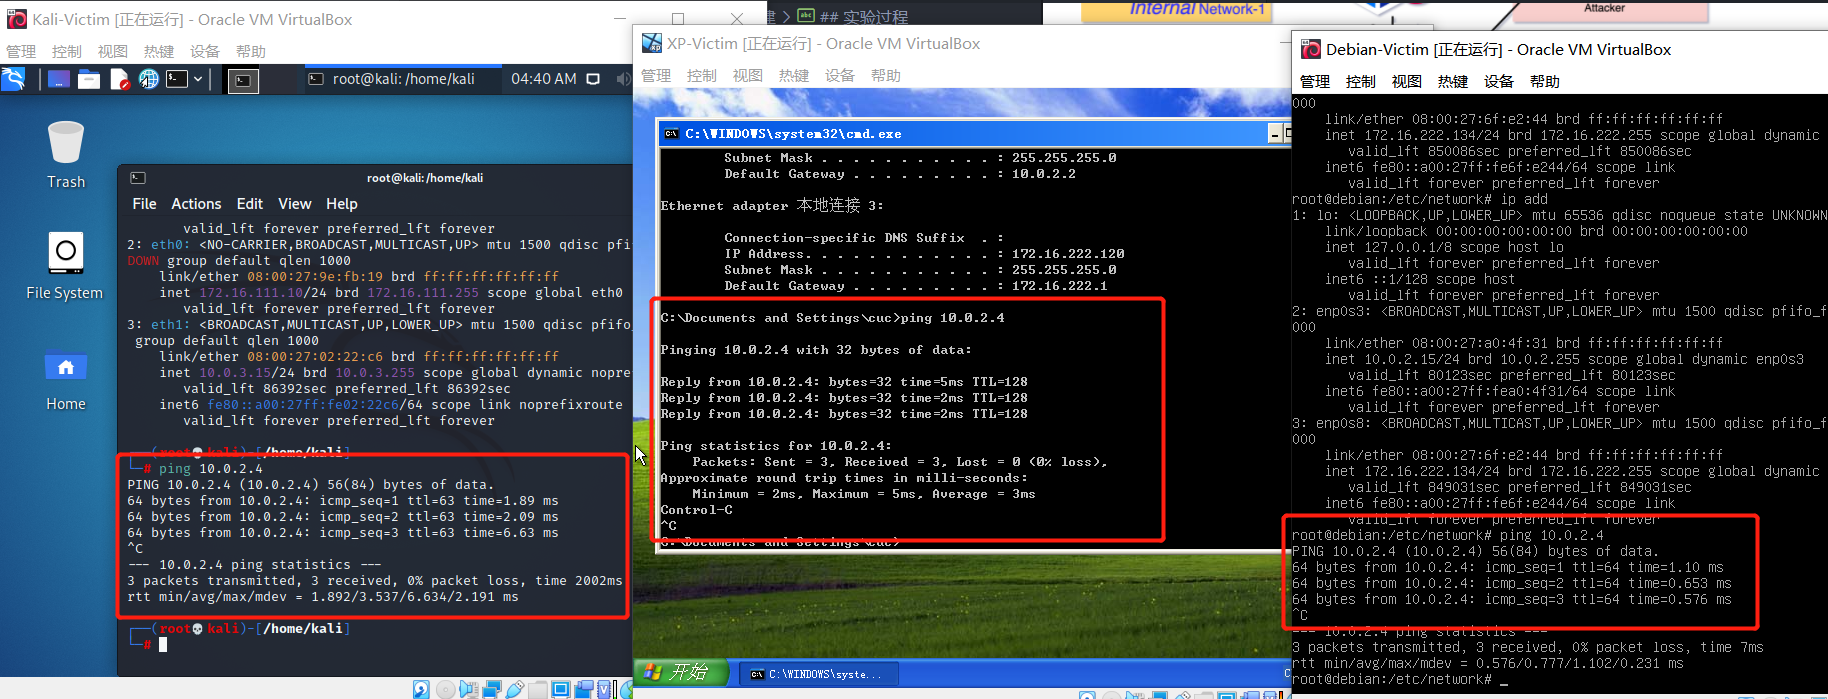 Kali-Victim [正在运行] - Oracle VM VirtualBox
管理 控制 视图 热键 设备 帮助
root@kali: /home/kali 04:40 AM
Trash
File System
Home
root@kali: /home/kali
File Actions Edit View Help
valid_lft forever preferred_lft forever
2: eth0: <NO-CARRIER,BROADCAST,MULTICAST,UP> mtu 1500 qdisc pfif
DOWN group default qlen 1000
link/ether 08:00:27:9e:fb:19 brd ff:ff:ff:ff:ff:ff
inet 172.16.111.10/24 brd 172.16.111.255 scope global eth0
valid_lft forever preferred_lft forever
3: eth1: <BROADCAST,MULTICAST,UP,LOWER_UP> mtu 1500 qdisc pfifo_
group default qlen 1000
link/ether 08:00:27:02:22:c6 brd ff:ff:ff:ff:ff:ff
inet 10.0.3.15/24 brd 10.0.3.255 scope global dynamic nopre
valid_lft 86392sec preferred_lft 86392sec
inet6 fe80::a00:27ff:fe02:22c6/64 scope link noprefixroute
valid_lft forever preferred_lft forever
(root💀kali)-[/home/kali]
# ping 10.0.2.4
PING 10.0.2.4 (10.0.2.4) 56(84) bytes of data.
64 bytes from 10.0.2.4: icmp_seq=1 ttl=63 time=1.89 ms
64 bytes from 10.0.2.4: icmp_seq=2 ttl=63 time=2.09 ms
64 bytes from 10.0.2.4: icmp_seq=3 ttl=63 time=6.63 ms
^C
--- 10.0.2.4 ping statistics ---
3 packets transmitted, 3 received, 0% packet loss, time 2002ms
rtt min/avg/max/mdev = 1.892/3.537/6.634/2.191 ms
(root💀kali)-[/home/kali]
#
## 实验过程
XP-Victim [正在运行] - Oracle VM VirtualBox
管理 控制 视图 热键 设备 帮助
C:\WINDOWS\system32\cmd.exe
Subnet Mask . . . . . . . . . . . : 255.255.255.0
Default Gateway . . . . . . . . . : 10.0.2.2
Ethernet adapter 本地连接 3:
Connection-specific DNS Suffix  . :
IP Address. . . . . . . . . . . . : 172.16.222.120
Subnet Mask . . . . . . . . . . . : 255.255.255.0
Default Gateway . . . . . . . . . : 172.16.222.1
C:\Documents and Settings\cuc>ping 10.0.2.4
Pinging 10.0.2.4 with 32 bytes of data:
Reply from 10.0.2.4: bytes=32 time=5ms TTL=128
Reply from 10.0.2.4: bytes=32 time=2ms TTL=128
Reply from 10.0.2.4: bytes=32 time=2ms TTL=128
Ping statistics for 10.0.2.4:
Packets: Sent = 3, Received = 3, Lost = 0 (0% loss),
Approximate round trip times in milli-seconds:
Minimum = 2ms, Maximum = 5ms, Average = 3ms
Control-C
^C
C:\Documents and Settings\cuc>
开始 C:\WINDOWS\syste...
Internal Network-1
Attacker
Debian-Victim [正在运行] - Oracle VM VirtualBox
管理 控制 视图 热键 设备 帮助
000
link/ether 08:00:27:6f:e2:44 brd ff:ff:ff:ff:ff:ff
inet 172.16.222.134/24 brd 172.16.222.255 scope global dynamic
valid_lft 850086sec preferred_lft 850086sec
inet6 fe80::a00:27ff:fe6f:e244/64 scope link
valid_lft forever preferred_lft forever
root@debian:/etc/network# ip add
1: lo: <LOOPBACK,UP,LOWER_UP> mtu 65536 qdisc noqueue state UNKNOWN
link/loopback 00:00:00:00:00:00 brd 00:00:00:00:00:00
inet 127.0.0.1/8 scope host lo
valid_lft forever preferred_lft forever
inet6 ::1/128 scope host
valid_lft forever preferred_lft forever
2: enp0s3: <BROADCAST,MULTICAST,UP,LOWER_UP> mtu 1500 qdisc pfifo_f
000
link/ether 08:00:27:a0:4f:31 brd ff:ff:ff:ff:ff:ff
inet 10.0.2.15/24 brd 10.0.2.255 scope global dynamic enp0s3
valid_lft 80123sec preferred_lft 80123sec
inet6 fe80::a00:27ff:fea0:4f31/64 scope link
valid_lft forever preferred_lft forever
3: enp0s8: <BROADCAST,MULTICAST,UP,LOWER_UP> mtu 1500 qdisc pfifo_f
000
link/ether 08:00:27:6f:e2:44 brd ff:ff:ff:ff:ff:ff
inet 172.16.222.134/24 brd 172.16.222.255 scope global dynamic
valid_lft 849031sec preferred_lft 849031sec
inet6 fe80::a00:27ff:fe6f:e244/64 scope link
valid_lft forever preferred_lft forever
root@debian:/etc/network# ping 10.0.2.4
PING 10.0.2.4 (10.0.2.4) 56(84) bytes of data.
64 bytes from 10.0.2.4: icmp_seq=1 ttl=64 time=1.10 ms
64 bytes from 10.0.2.4: icmp_seq=2 ttl=64 time=0.653 ms
64 bytes from 10.0.2.4: icmp_seq=3 ttl=64 time=0.576 ms
^C
--- 10.0.2.4 ping statistics ---
3 packets transmitted, 3 received, 0% packet loss, time 7ms
rtt min/avg/max/mdev = 0.576/0.777/1.102/0.231 ms
root@debian:/etc/network# _